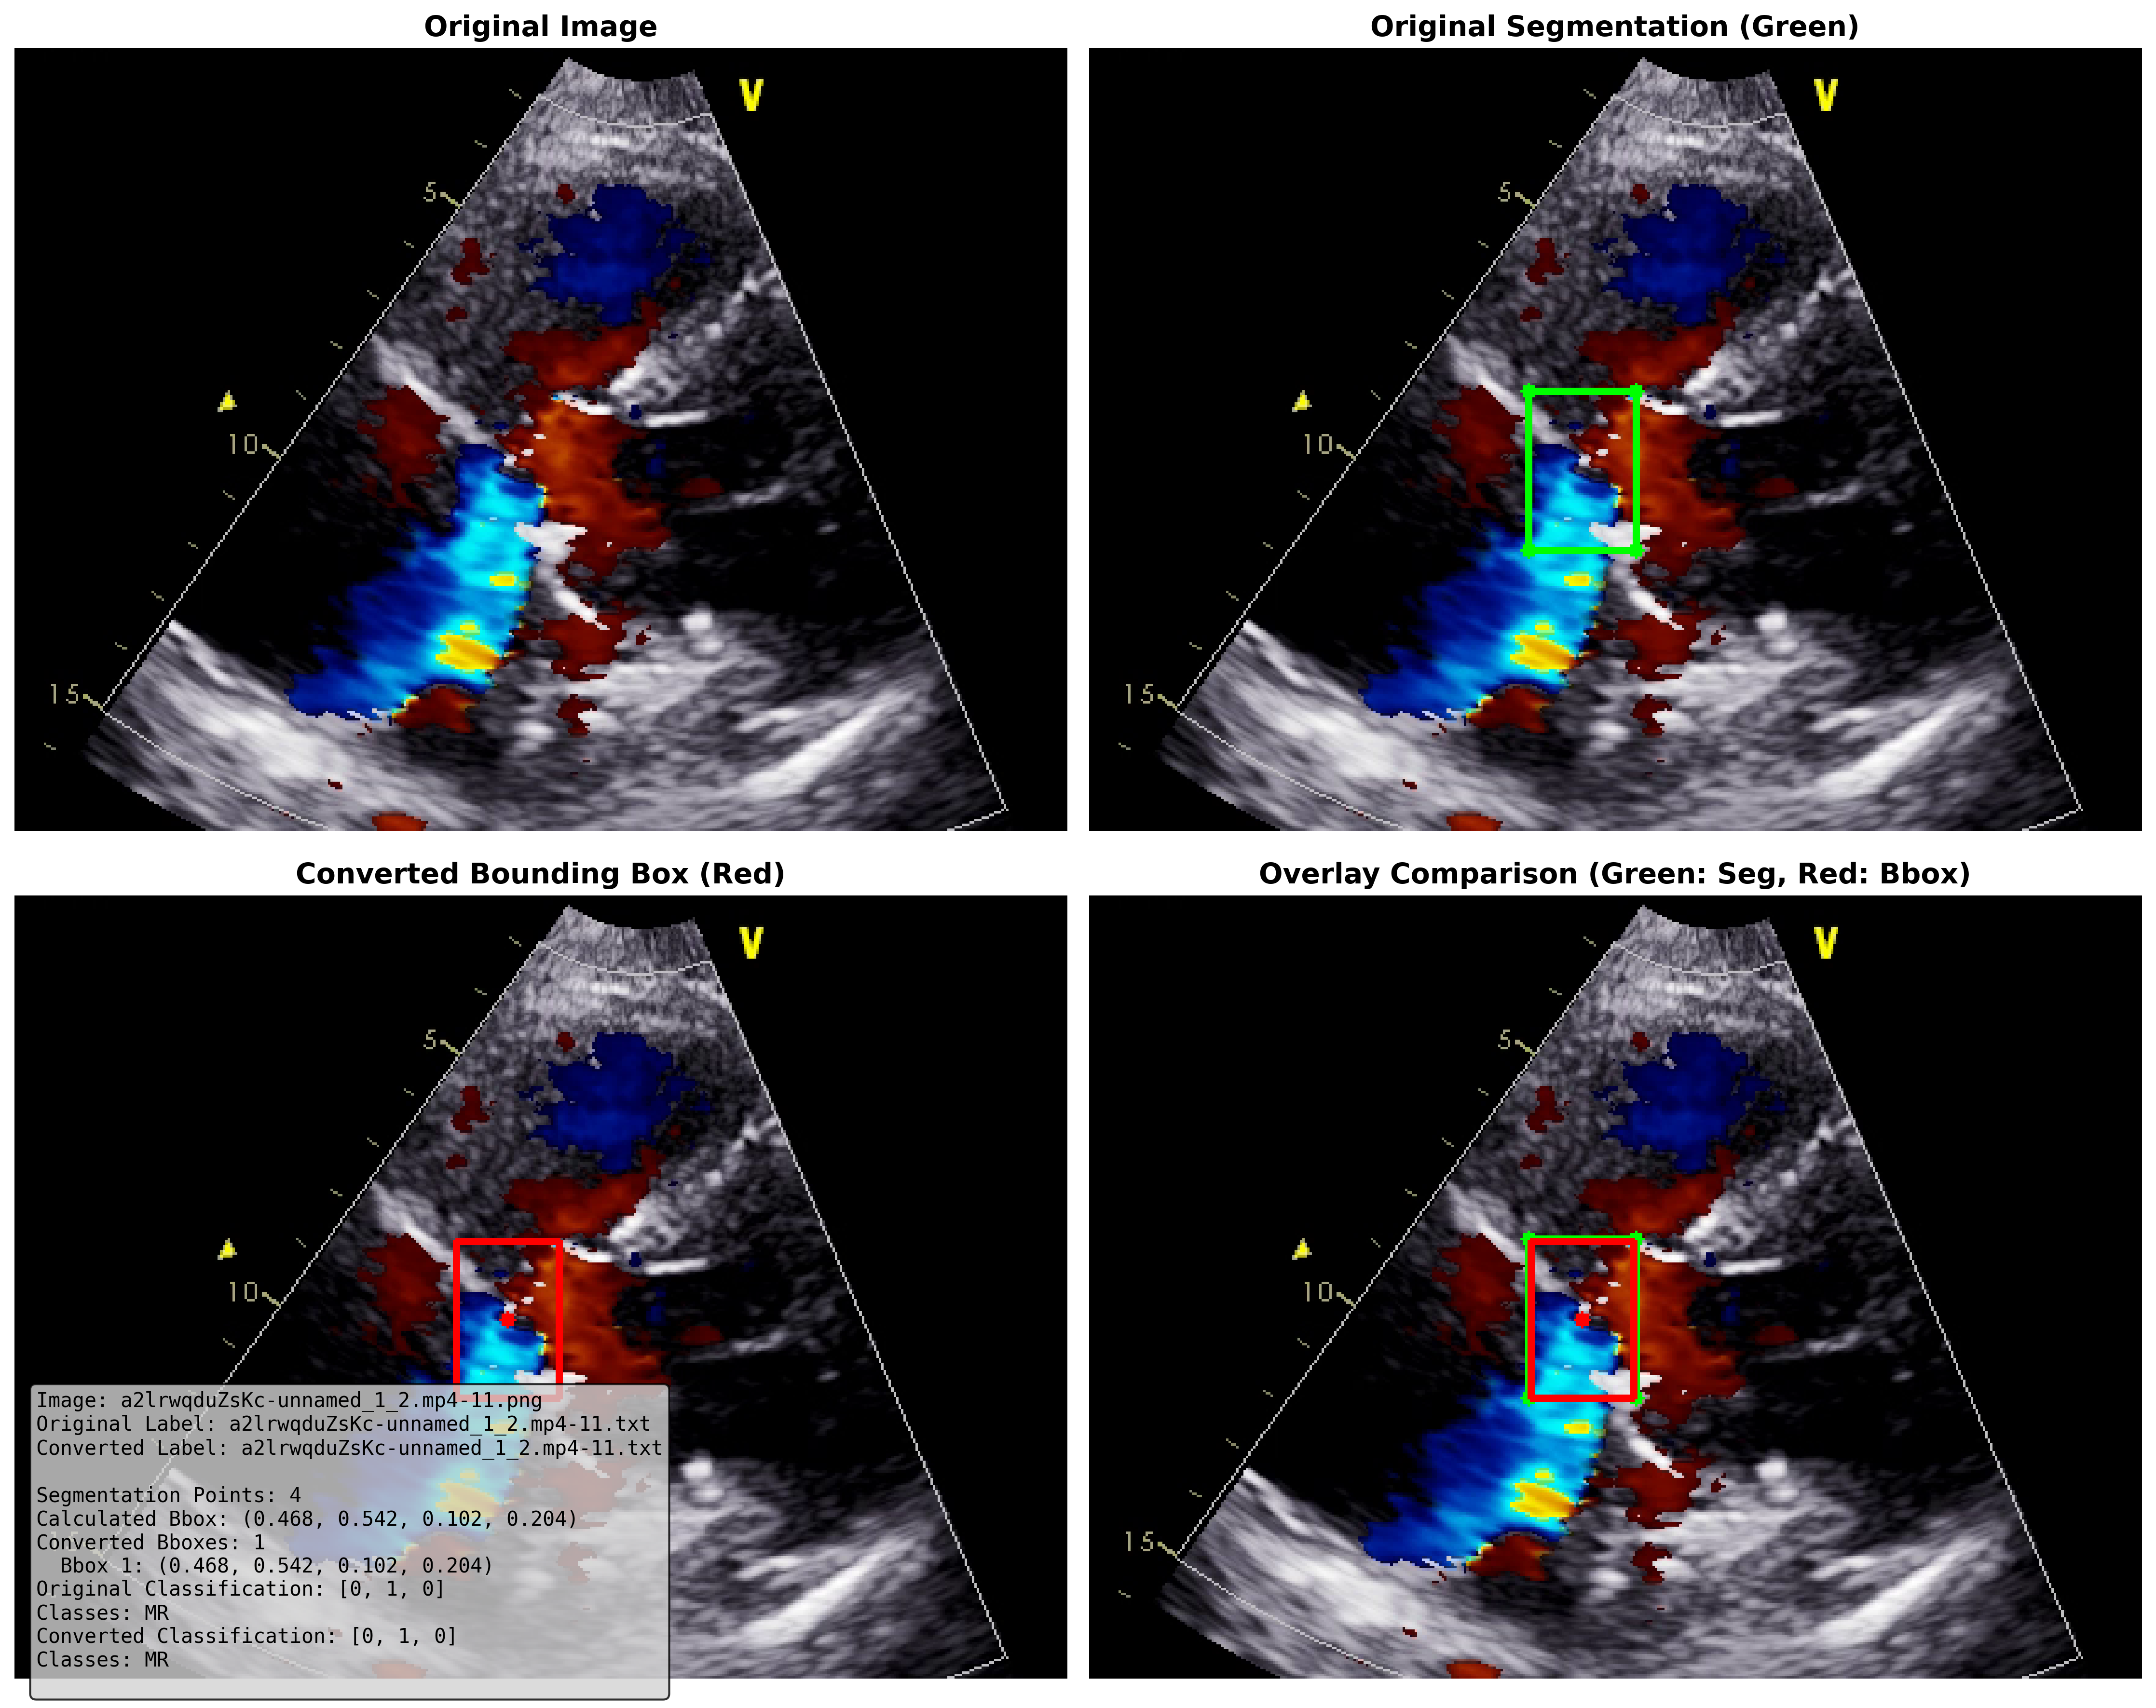 Original Image
Original Segmentation (Green)
V
5
10
15
V
5
10
15
Converted Bounding Box (Red)
Overlay Comparison (Green: Seg, Red: Bbox)
V
5
10
V
5
10
15
Image: a2lrwqduZsKc-unnamed_1_2.mp4-11.png
Original Label: a2lrwqduZsKc-unnamed_1_2.mp4-11.txt
Converted Label: a2lrwqduZsKc-unnamed_1_2.mp4-11.txt
Segmentation Points: 4
Calculated Bbox: (0.468, 0.542, 0.102, 0.204)
Converted Bboxes: 1
Bbox 1: (0.468, 0.542, 0.102, 0.204)
Original Classification: [0, 1, 0]
Classes: MR
Converted Classification: [0, 1, 0]
Classes: MR